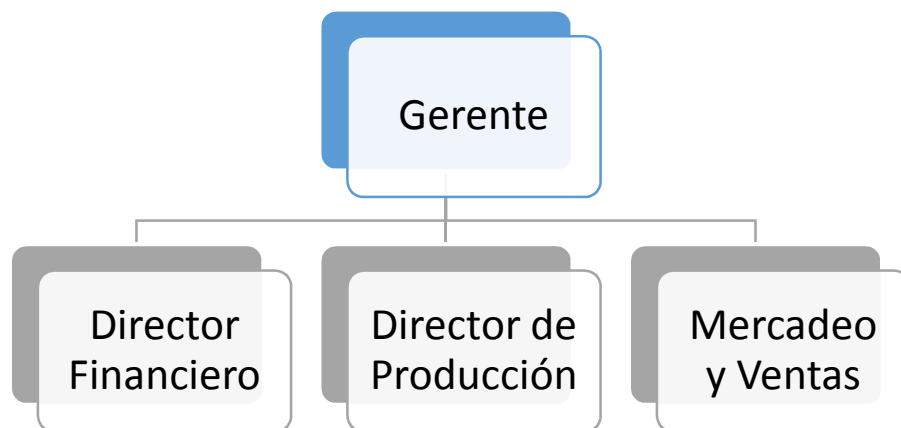 Gerente
Director
Financiero
Director de
Producción
Mercadeo
y Ventas